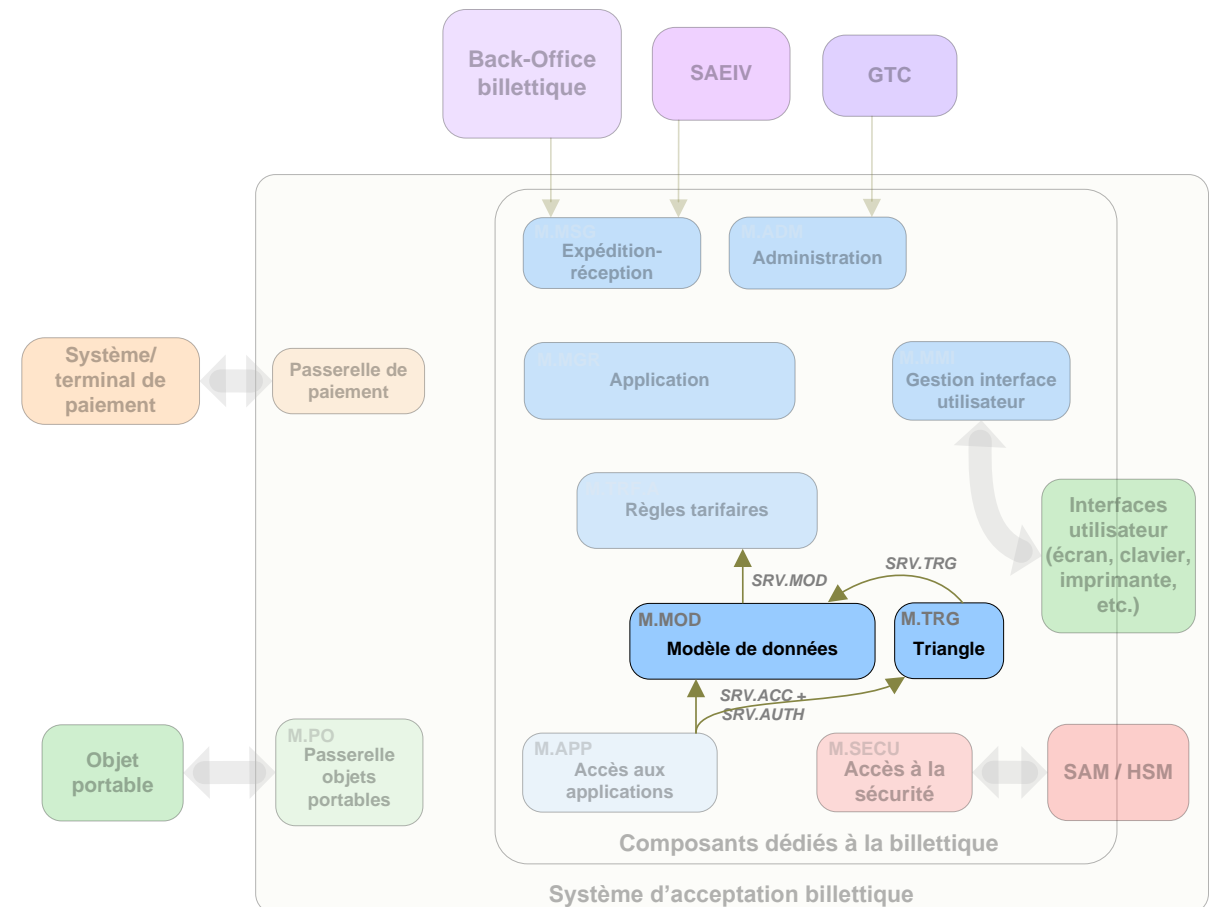 Back-Office
billettique
SAEIV
GTC
M.MSG
Expédition-
réception
M.ADM
Administration
Système/
terminal de
paiement
Passerelle de
paiement
M.MGR
Application
M.MMI
Gestion interface
utilisateur
Règles tarifaires
Interfaces
utilisateur
(écran, clavier,
imprimante,
etc.)
SRV.MOD
SRV.TRG
M.MOD
Modèle de données
M.TRG
Triangle
SRV.ACC +
SRV.AUTH
Objet
portable
M.PO
Passerelle
objets
portables
M.APP
Accès aux
applications
M.SECU
Accès à la
sécurité
SAM / HSM
Composants dédiés à la billettique
Système d'acceptation billettique